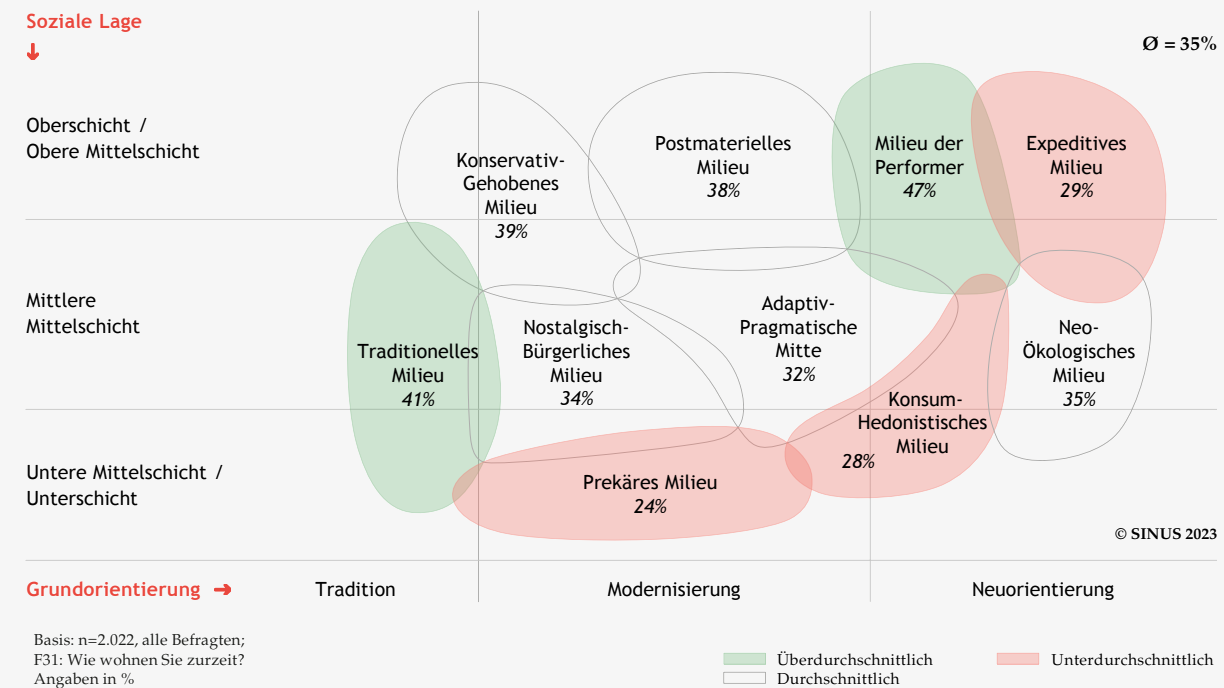 Soziale Lage
↓
Ø = 35%
Oberschicht /
Obere Mittelschicht
Konservativ-
Gehobenes
Milieu
39%
Postmaterielles
Milieu
38%
Milieu der
Performer
47%
Expeditives
Milieu
29%
Mittlere
Mittelschicht
Traditionelles
Milieu
41%
Nostalgisch-
Bürgerliches
Milieu
34%
Adaptiv-
Pragmatische
Mitte
32%
Neo-
Ökologisches
Milieu
35%
Konsum-
Hedonistisches
Milieu
28%
Untere Mittelschicht /
Unterschicht
Prekäres Milieu
24%
© SINUS 2023
Grundorientierung ➔
Tradition
Modernisierung
Neuorientierung
Basis: n=2.022, alle Befragten;
F31: Wie wohnen Sie zurzeit?
Angaben in %
Überdurchschnittlich
Durchschnittlich
Unterdurchschnittlich